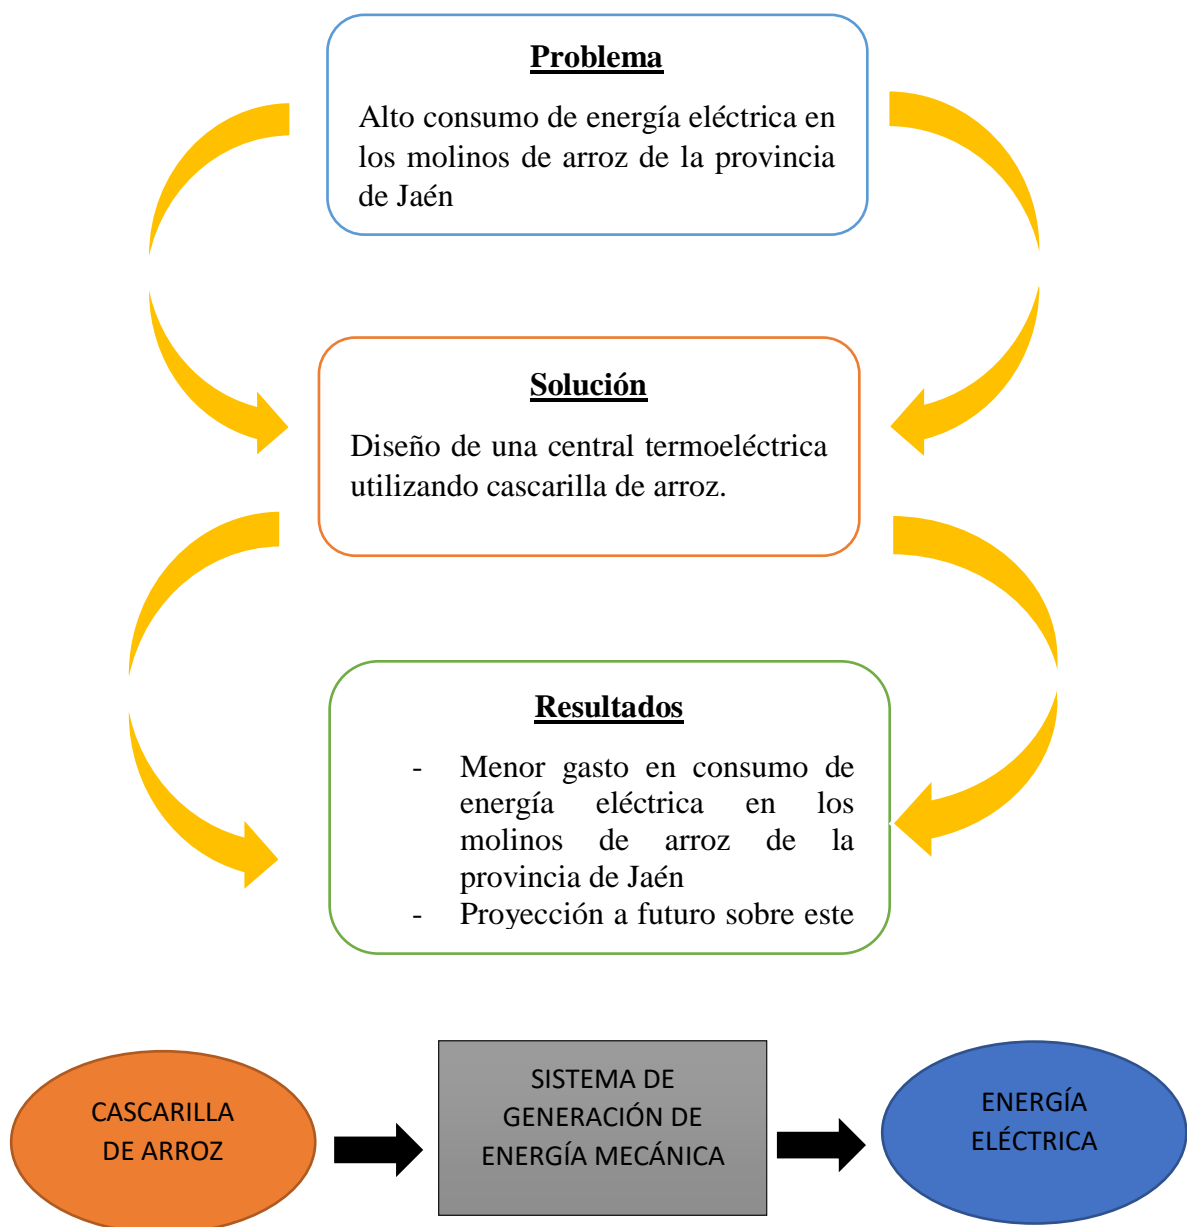 Problema
Alto consumo de energía eléctrica en
los molinos de arroz de la provincia
de Jaén
Solución
Diseño de una central termoeléctrica
utilizando cascarilla de arroz.
Resultados
- Menor gasto en consumo de
energía eléctrica en los
molinos de arroz de la
provincia de Jaén
- Proyección a futuro sobre este
CASCARILLA
DE ARROZ
SISTEMA DE
GENERACIÓN DE
ENERGÍA MECÁNICA
ENERGÍA
ELÉCTRICA